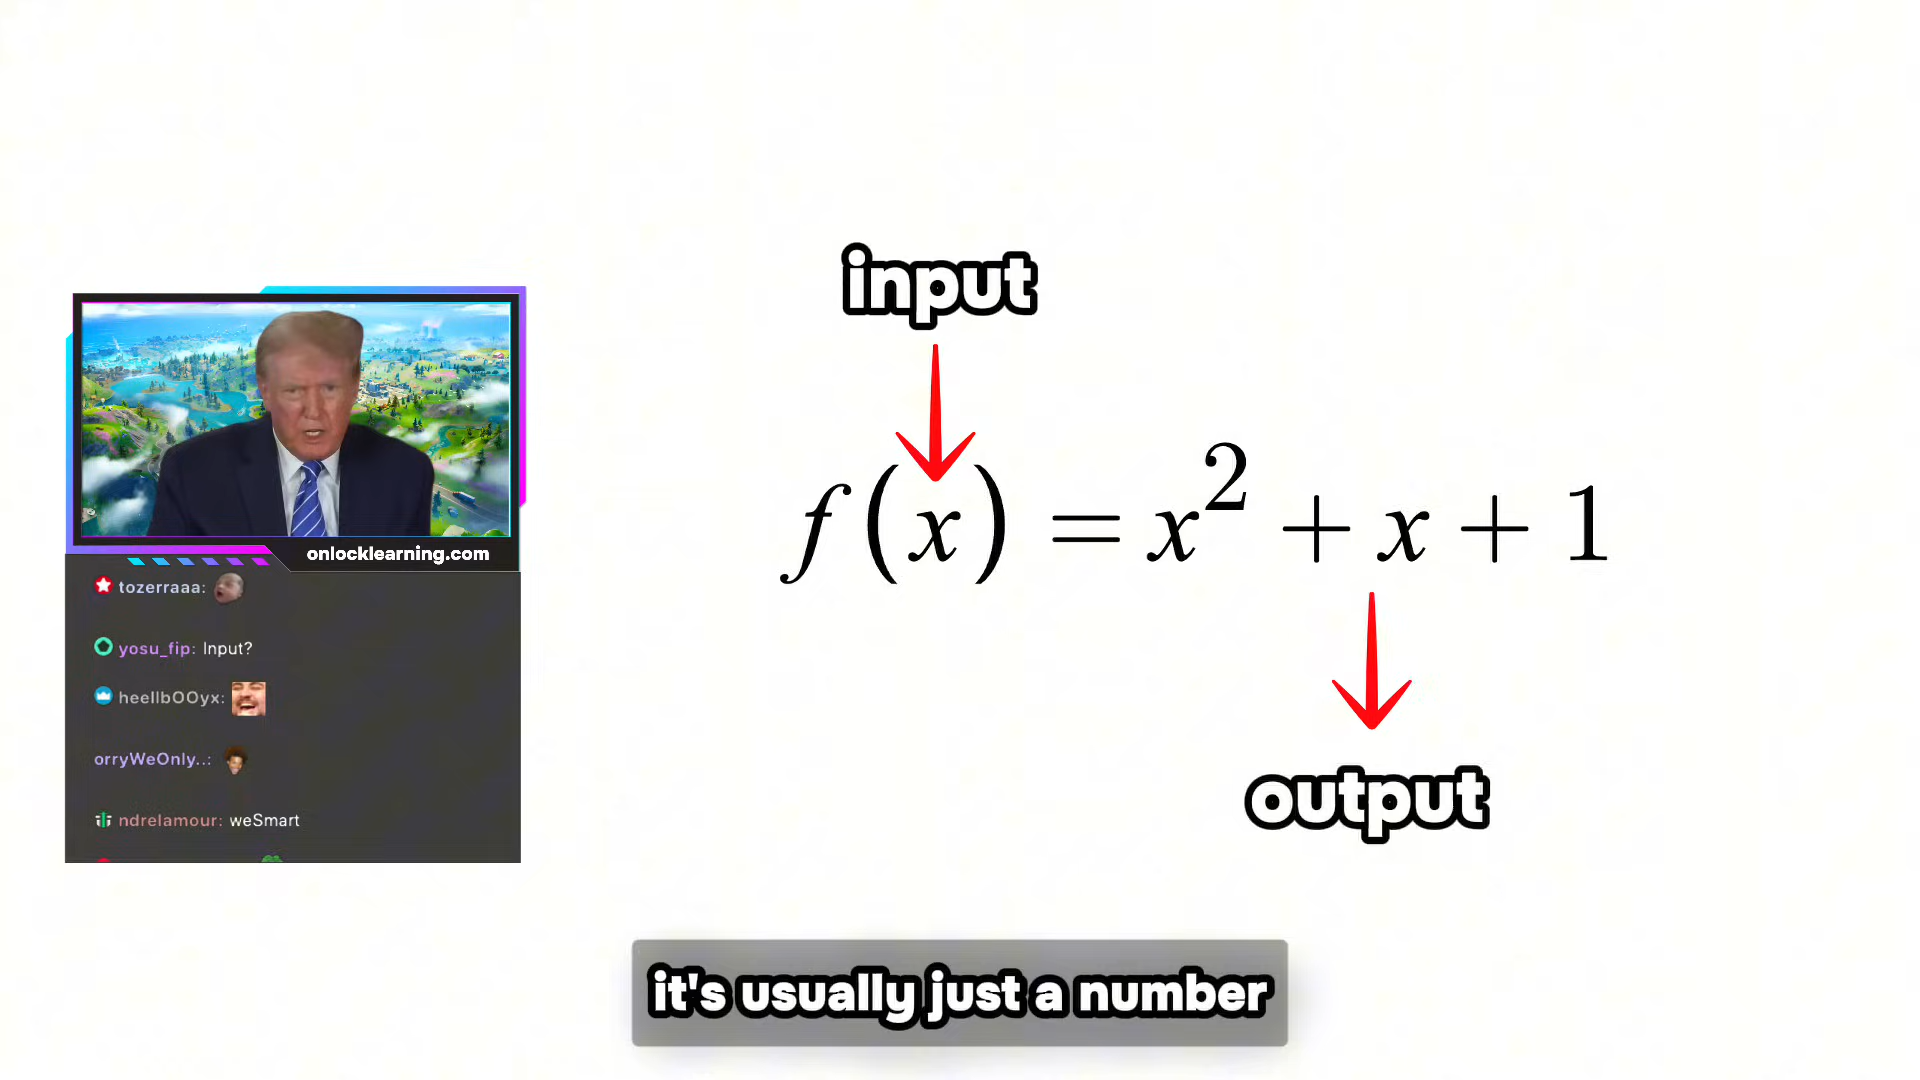 input
f(x) = x² + x + 1
output
onlocklearning.com
tozerraaa:
yosu_fip: Input?
heellbOOyx:
orryWeOnly..:
ndrelamour: weSmart
it's usually just a number